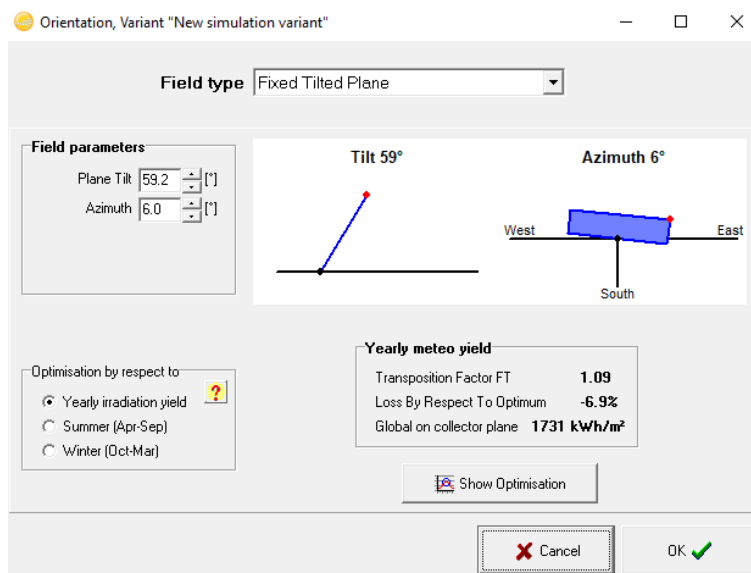 Orientation, Variant "New simulation variant"
Field type Fixed Tilted Plane
Field parameters
Plane Tilt 59.2 [°]
Azimuth 6.0 [°]
Tilt 59°
Azimuth 6°
West East
South
Optimisation by respect to
?
Yearly irradiation yield
Summer (Apr-Sep)
Winter (Oct-Mar)
Yearly meteo yield
Transposition Factor FT 1.09
Loss By Respect To Optimum -6.9%
Global on collector plane 1731 kWh/m²
Show Optimisation
Cancel OK